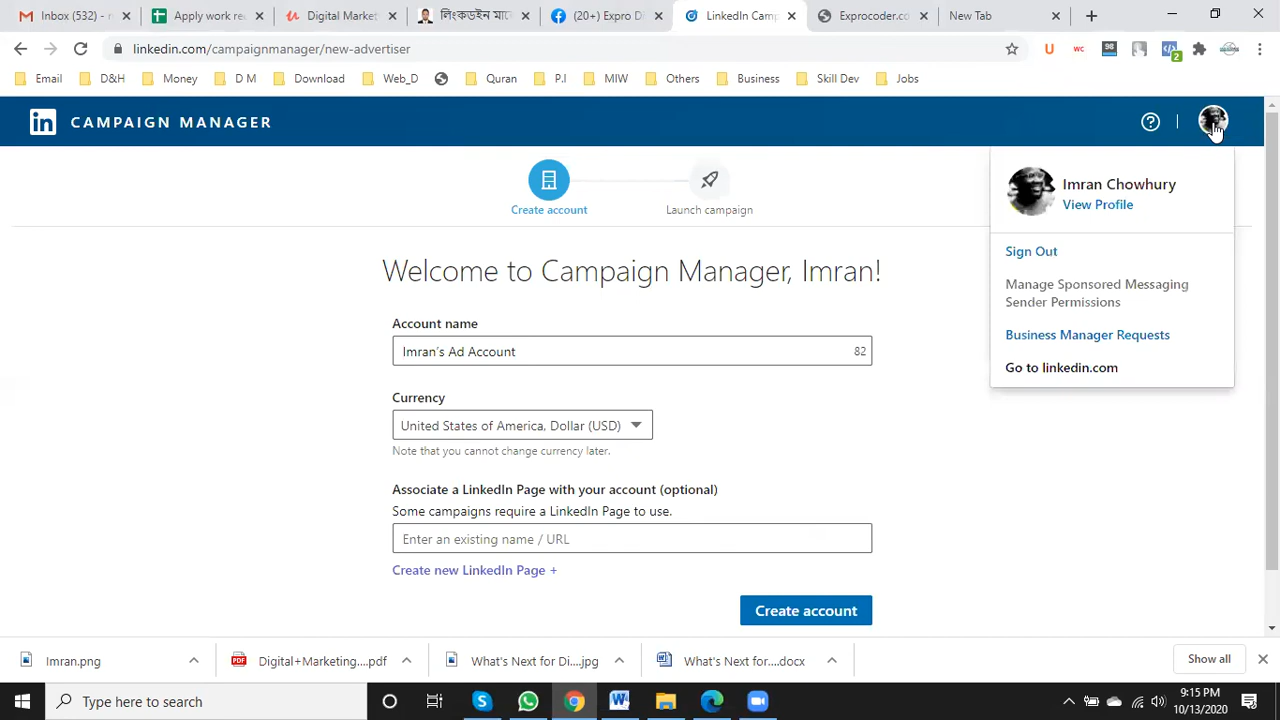 Inbox (532) - r
Apply work re
Digital Marke
লিংকডইন মার্কে
(20+) Expro D
LinkedIn Cam
Exprocoder.co
New Tab
linkedin.com/campaignmanager/new-advertiser
Email
D&H
Money
D M
Download
Web_D
Quran
P.I
MIW
Others
Business
Skill Dev
Jobs
in CAMPAIGN MANAGER
Create account
Launch campaign
Imran Chowhury
View Profile
Sign Out
Manage Sponsored Messaging
Sender Permissions
Business Manager Requests
Go to linkedin.com
Welcome to Campaign Manager, Imran!
Account name
Imran's Ad Account 82
Currency
United States of America, Dollar (USD)
Note that you cannot change currency later.
Associate a LinkedIn Page with your account (optional)
Some campaigns require a LinkedIn Page to use.
Enter an existing name / URL
Create new LinkedIn Page +
Create account
Imran.png
Digital+Marketing....pdf
What's Next for Di....jpg
What's Next for....docx
Show all
Type here to search
9:15 PM
10/13/2020